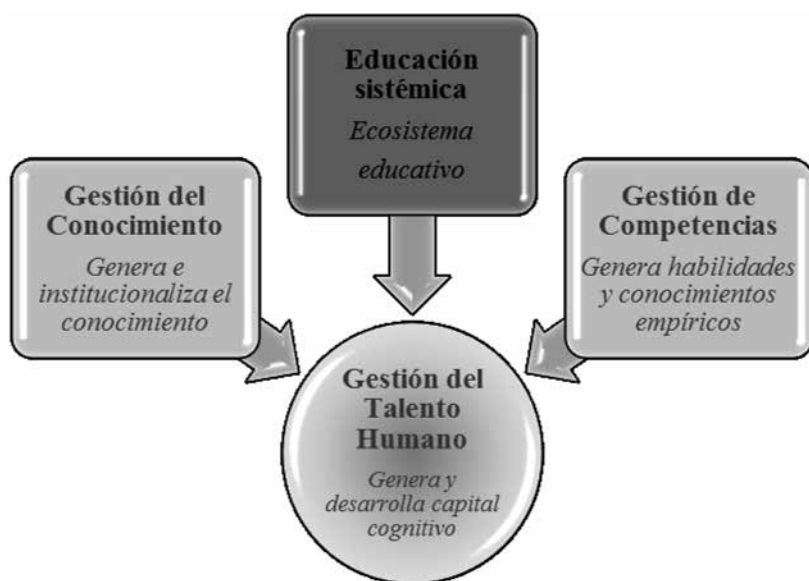 Educación
sistémica
Ecosistema
educativo
Gestión del
Conocimiento
Genera e
institucionaliza el
conocimiento
Gestión de
Competencias
Genera habilidades
y conocimientos
empíricos
Gestión del
Talento
Humano
Genera y
desarrolla capital
cognitivo